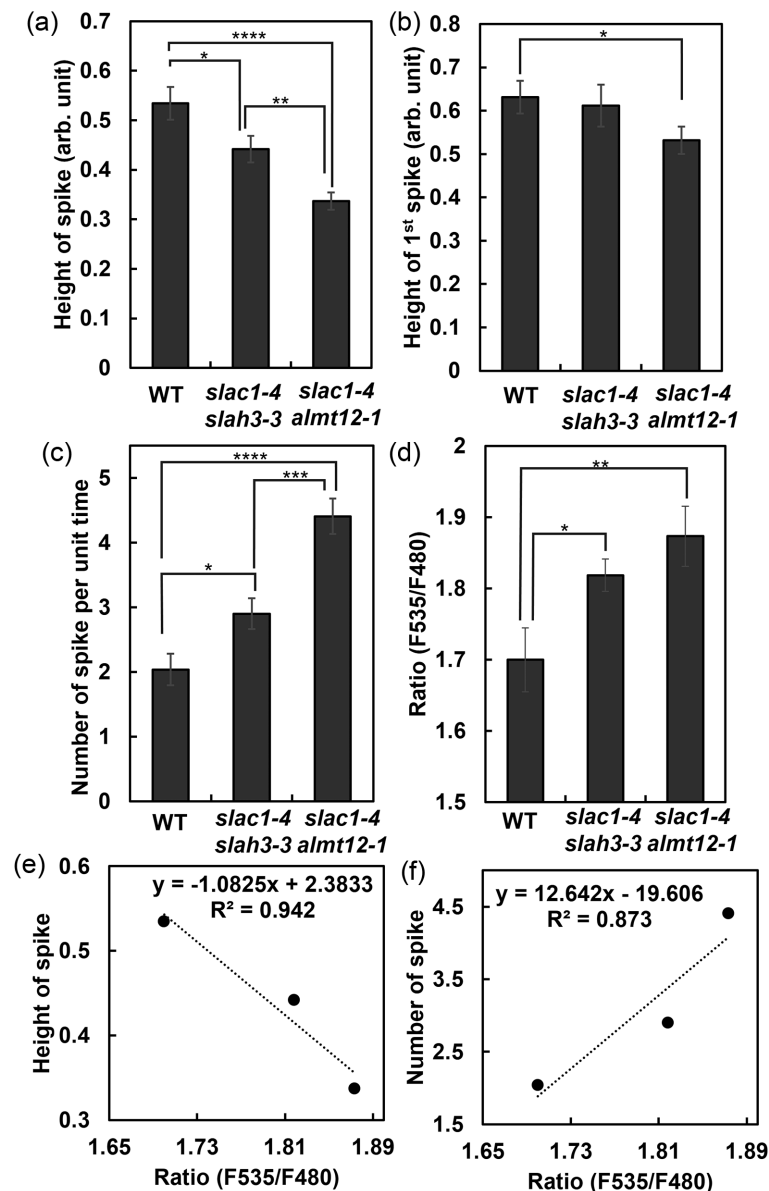 (a)
Height of spike (arb. unit)
0.7
0.6
0.5
0.4
0.3
0.2
0.1
0
****
*
**
WT
slac1-4 slah3-3
slac1-4 almt12-1
(b)
Height of 1st spike (arb. unit)
0.8
0.7
0.6
0.5
0.4
0.3
0.2
0.1
0
*
WT
slac1-4 slah3-3
slac1-4 almt12-1
(c)
Number of spike per unit time
5
4
3
2
1
0
****
***
*
WT
slac1-4 slah3-3
slac1-4 almt12-1
(d)
Ratio (F535/F480)
2
1.9
1.8
1.7
1.6
1.5
**
*
WT
slac1-4 slah3-3
slac1-4 almt12-1
(e)
Height of spike
0.6
0.5
0.4
0.3
y = -1.0825x + 2.3833
R² = 0.942
1.65 1.73 1.81 1.89
Ratio (F535/F480)
(f)
Number of spike
4.5
3.5
2.5
1.5
y = 12.642x - 19.606
R² = 0.873
1.65 1.73 1.81 1.89
Ratio (F535/F480)